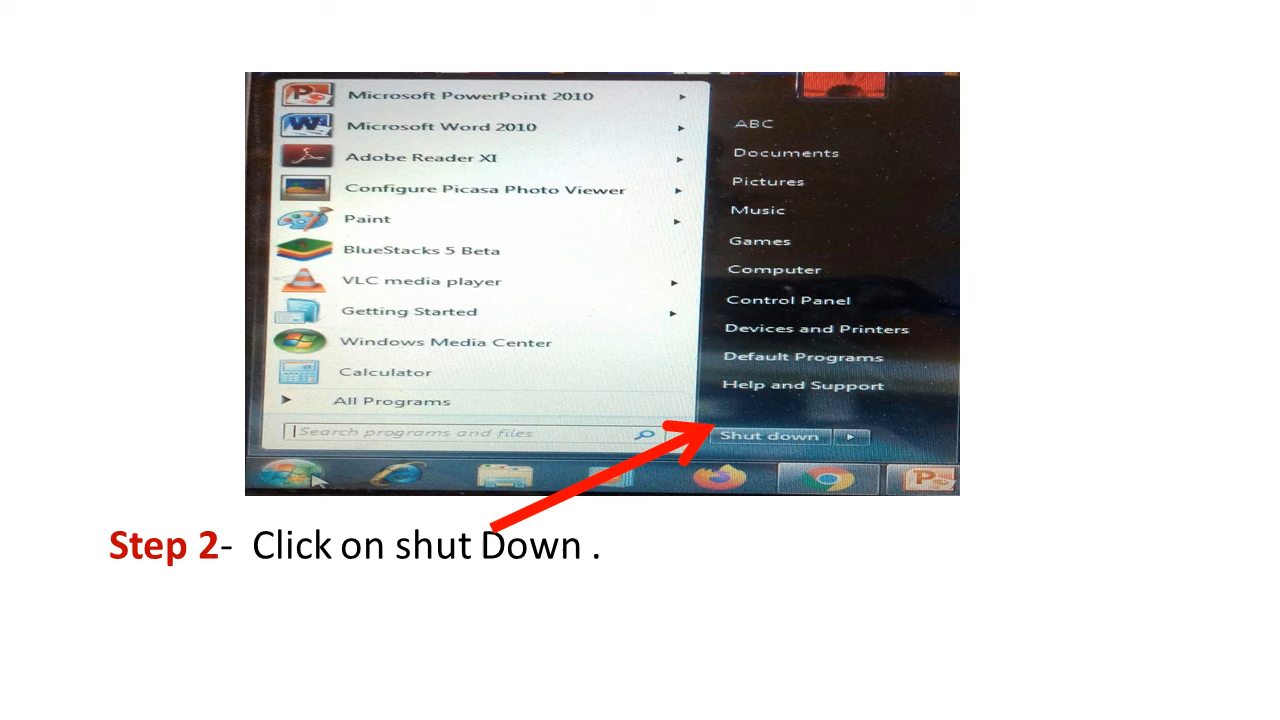 Microsoft PowerPoint 2010
Microsoft Word 2010
Adobe Reader XI
Configure Picasa Photo Viewer
Paint
BlueStacks 5 Beta
VLC media player
Getting Started
Windows Media Center
Calculator
All Programs
Search programs and files
ABC
Documents
Pictures
Music
Games
Computer
Control Panel
Devices and Printers
Default Programs
Help and Support
Shut down
Step 2- Click on shut Down .